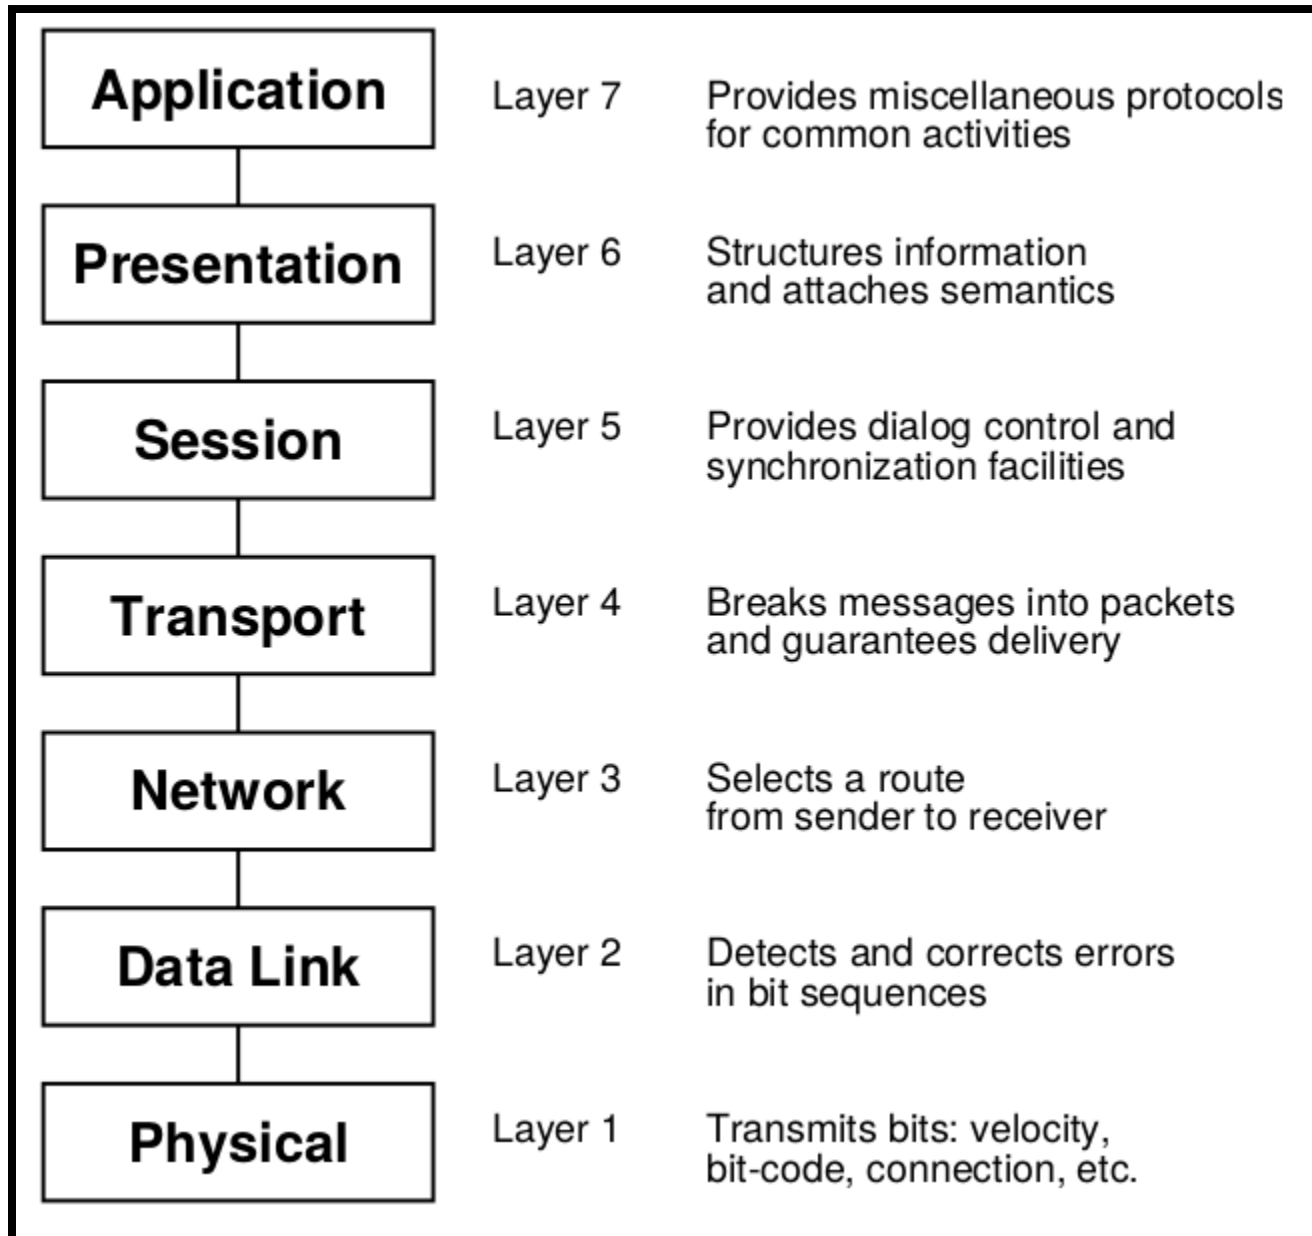 Application
Layer 7
Provides miscellaneous protocols
for common activities
Presentation
Layer 6
Structures information
and attaches semantics
Session
Layer 5
Provides dialog control and
synchronization facilities
Transport
Layer 4
Breaks messages into packets
and guarantees delivery
Network
Layer 3
Selects a route
from sender to receiver
Data Link
Layer 2
Detects and corrects errors
in bit sequences
Physical
Layer 1
Transmits bits: velocity,
bit-code, connection, etc.